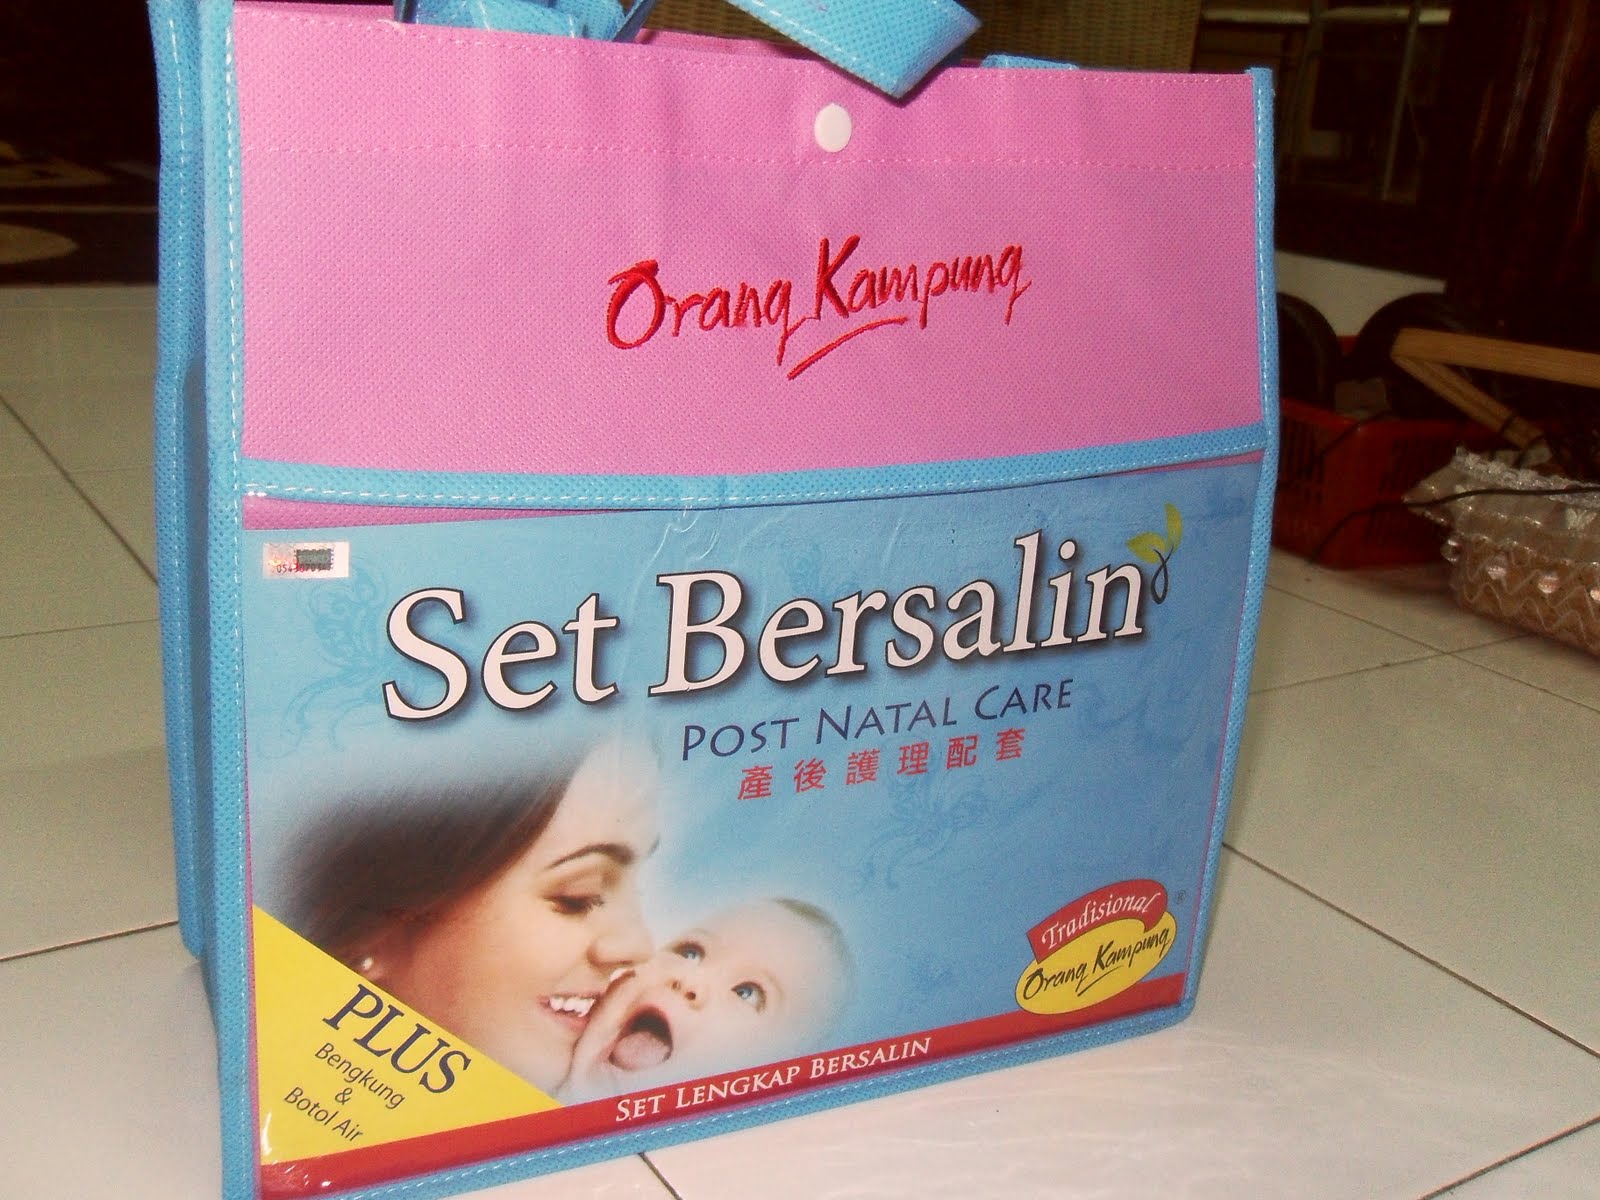 Orang Kampung
Set Bersalin
POST NATAL CARE
產後護理配套
Tradisional
®
Orang Kampung
PLUS
Bengkung
&
Botol Air
SET LENGKAP BERSALIN